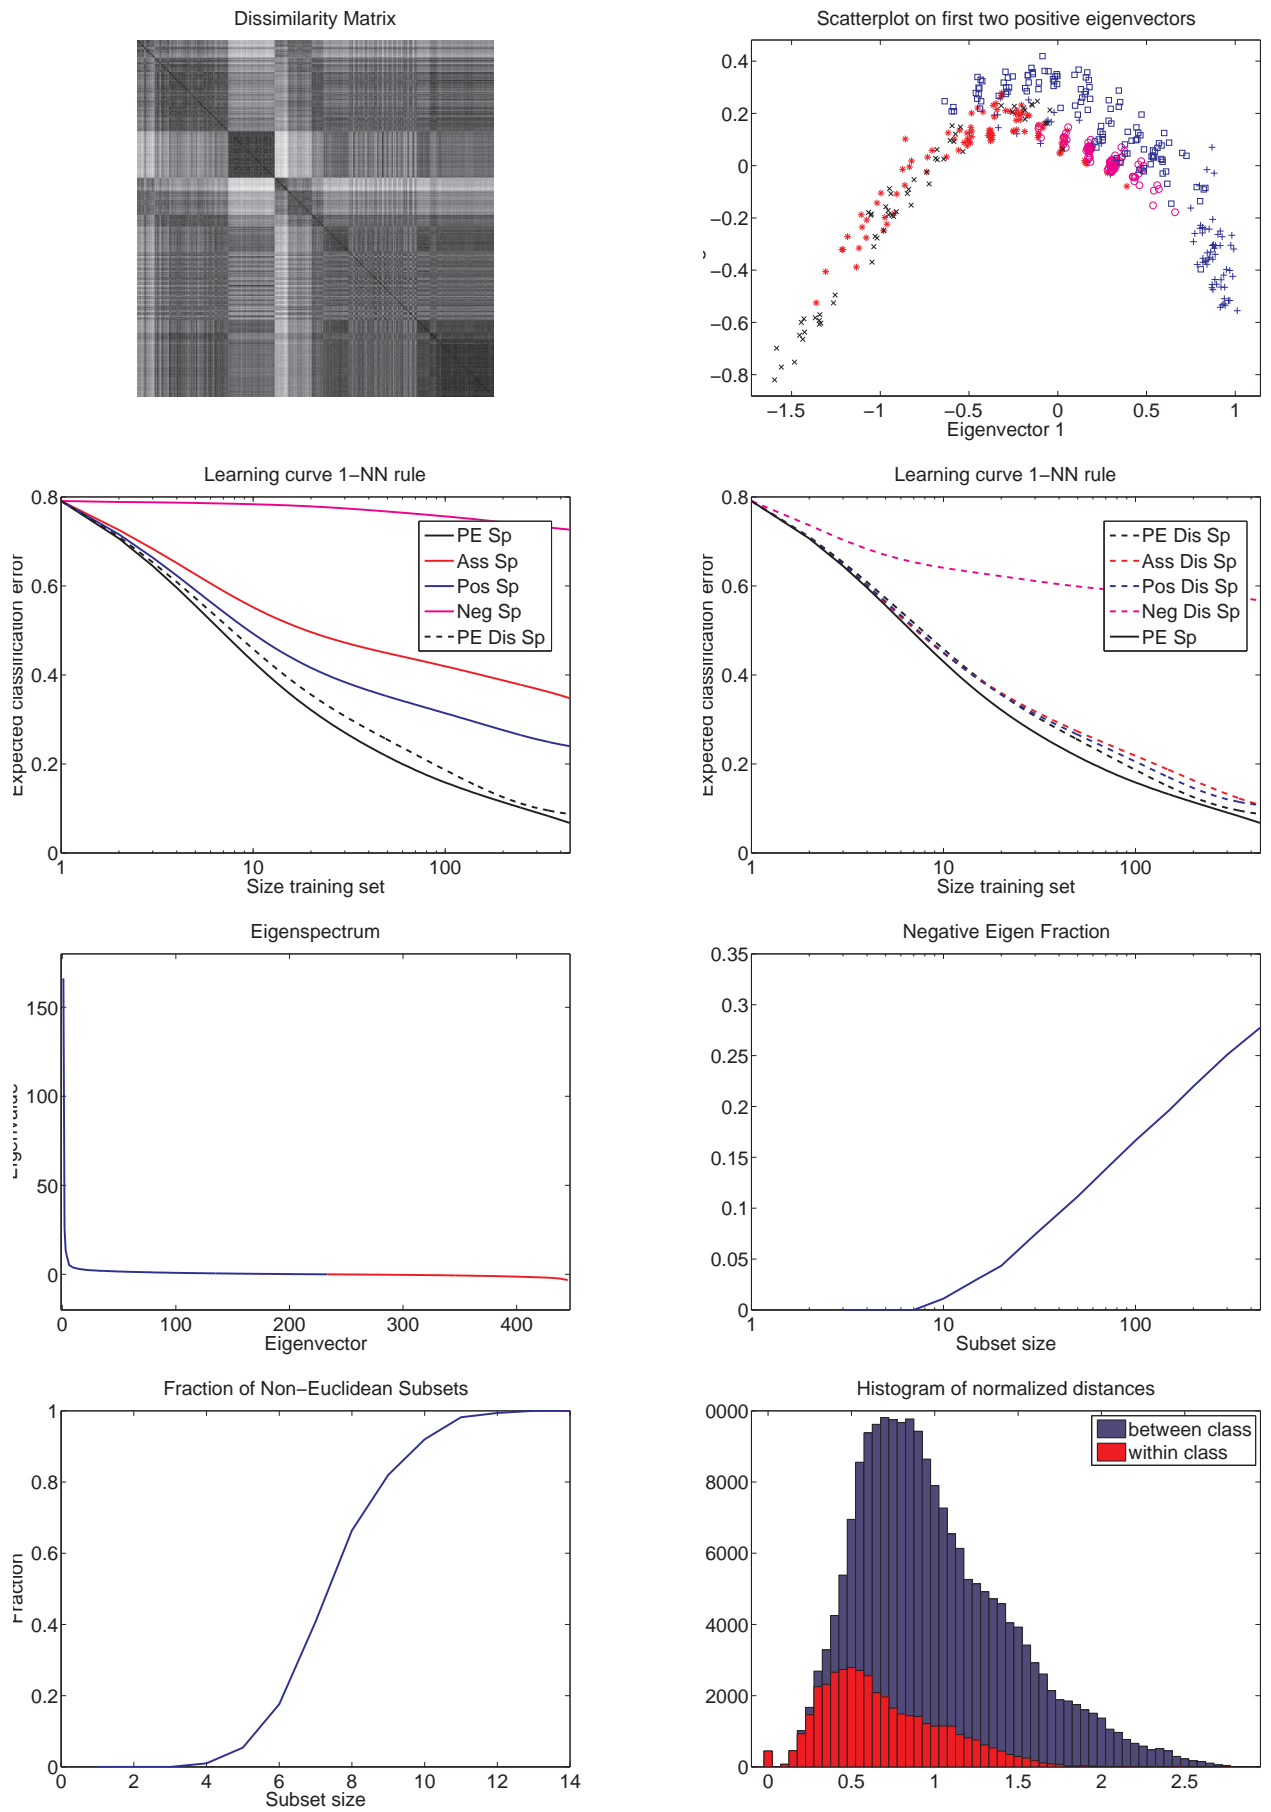 Dissimilarity Matrix
Scatterplot on first two positive eigenvectors
0.4
0.2
0
−0.2
−0.4
−0.6
−0.8
−1.5
−1
−0.5
0
0.5
1
Eigenvector 1
Learning curve 1−NN rule
Expected classification error
0.8
0.6
0.4
0.2
0
PE Sp
Ass Sp
Pos Sp
Neg Sp
PE Dis Sp
1
10
100
Size training set
Learning curve 1−NN rule
Expected classification error
0.8
0.6
0.4
0.2
0
PE Dis Sp
Ass Dis Sp
Pos Dis Sp
Neg Dis Sp
PE Sp
1
10
100
Size training set
Eigenspectrum
Eigenvalue
150
100
50
0
0
100
200
300
400
Eigenvector
Negative Eigen Fraction
0.35
0.3
0.25
0.2
0.15
0.1
0.05
0
1
10
100
Subset size
Fraction of Non−Euclidean Subsets
Fraction
1
0.8
0.6
0.4
0.2
0
0
2
4
6
8
10
12
14
Subset size
Histogram of normalized distances
0000
8000
6000
4000
2000
0
between class
within class
0
0.5
1
1.5
2
2.5